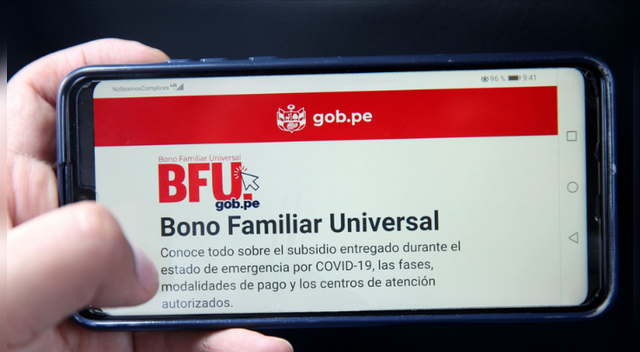 NoSeamosComplices
96 % 9:41
gob.pe
Bono Familiar Universal
BFU.
gob.pe
Bono Familiar Universal
Conoce todo sobre el subsidio entregado durante el
estado de emergencia por COVID-19, las fases,
modalidades de pago y los centros de atención
autorizados.